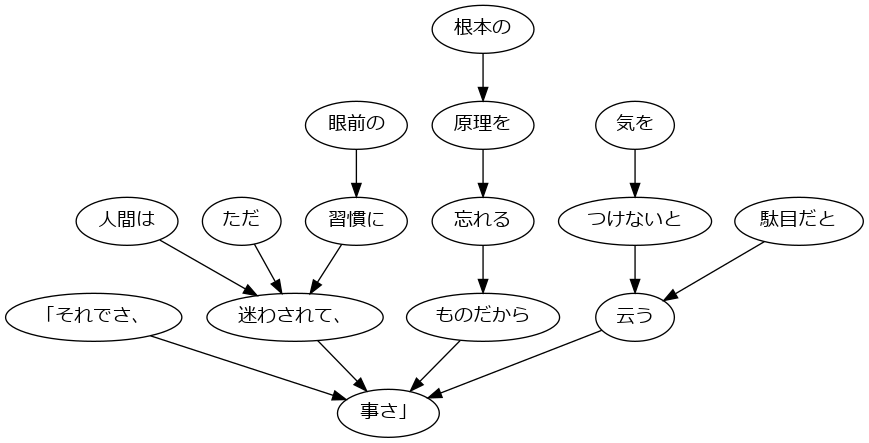 根本の
眼前の
原理を
気を
人間は
ただ
習慣に
忘れる
つけないと
駄目だと
「それでさ、
迷わされて、
ものだから
云う
事さ」